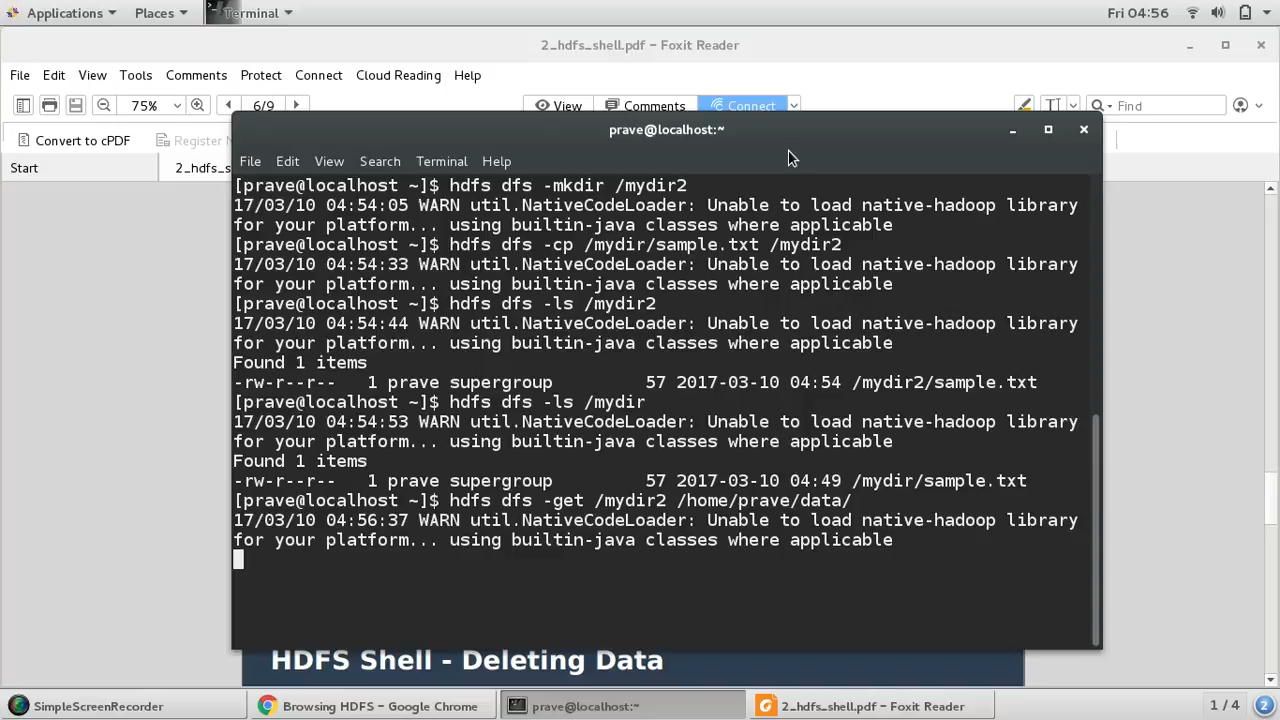 Applications Places Terminal Fri 04:56
2_hdfs_shell.pdf - Foxit Reader
File Edit View Tools Comments Protect Connect Cloud Reading Help
75% 6/9 View Comments Connect Find
Convert to cPDF Register
Start 2_hdfs_s
prave@localhost:~
File Edit View Search Terminal Help
[prave@localhost ~]$ hdfs dfs -mkdir /mydir2
17/03/10 04:54:05 WARN util.NativeCodeLoader: Unable to load native-hadoop library
for your platform... using builtin-java classes where applicable
[prave@localhost ~]$ hdfs dfs -cp /mydir/sample.txt /mydir2
17/03/10 04:54:33 WARN util.NativeCodeLoader: Unable to load native-hadoop library
for your platform... using builtin-java classes where applicable
[prave@localhost ~]$ hdfs dfs -ls /mydir2
17/03/10 04:54:44 WARN util.NativeCodeLoader: Unable to load native-hadoop library
for your platform... using builtin-java classes where applicable
Found 1 items
-rw-r--r--   1 prave supergroup         57 2017-03-10 04:54 /mydir2/sample.txt
[prave@localhost ~]$ hdfs dfs -ls /mydir
17/03/10 04:54:53 WARN util.NativeCodeLoader: Unable to load native-hadoop library
for your platform... using builtin-java classes where applicable
Found 1 items
-rw-r--r--   1 prave supergroup         57 2017-03-10 04:49 /mydir/sample.txt
[prave@localhost ~]$ hdfs dfs -get /mydir2 /home/prave/data/
17/03/10 04:56:37 WARN util.NativeCodeLoader: Unable to load native-hadoop library
for your platform... using builtin-java classes where applicable
HDFS Shell - Deleting Data
SimpleScreenRecorder Browsing HDFS - Google Chrome prave@localhost:~ 2_hdfs_shell.pdf - Foxit Reader 1 / 4 2